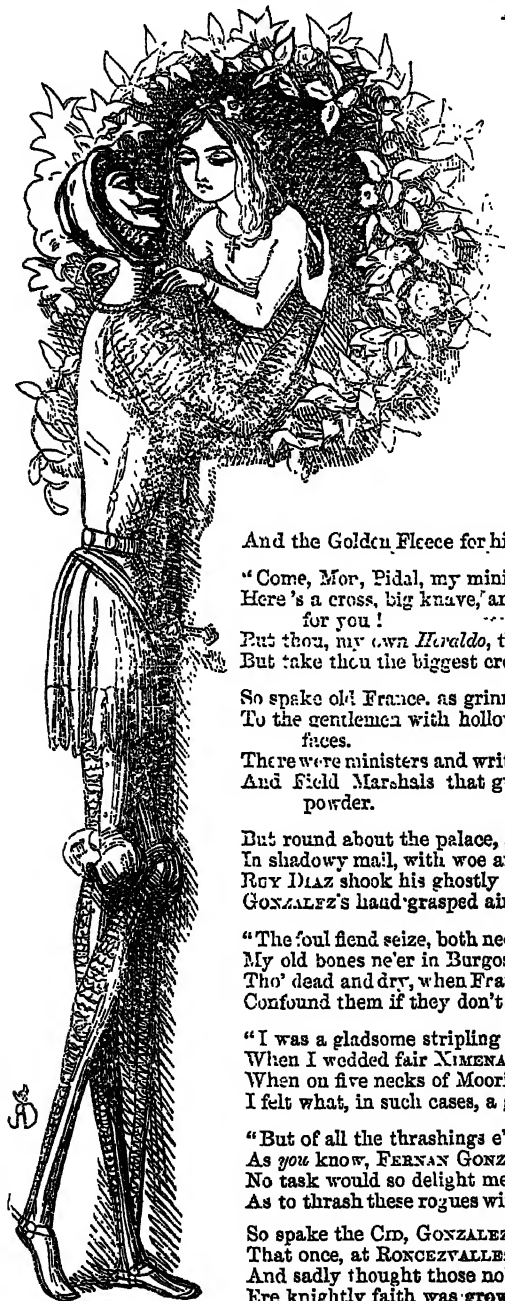 And the Golden Fleece for hi
"Come, Mon, Pidal, my mini
Here's a cross, big knave, an
for you!
But thou, my own Heraldo, t
But take thou the biggest cro
So spake old France, as grinn
To the gentlemen with hollow
faces.
There were ministers and writ
And Field Marshals that g
powder.
But round about the palace,
In shadowy mail, with woe a
RUY DIAZ shook his ghostly
GONZALEZ's hand grasped ai
"The foul fiend seize, both nec
My old bones ne'er in Burgos
Tho' dead and dry, when Fra
Confound them if they don't
"I was a gladsome stripling
When I wedded fair XIMENA
When on five necks of Moori
I felt what, in such cases, a g
"But of all the thrashings e'
As you know, FERNAN GONZ
No task would so delight me
As to thrash these rogues wi
So spake the CID, GONZALEZ
That once, at RONCEZVALLES
And sadly thought those no
Ere knightly faith was grow